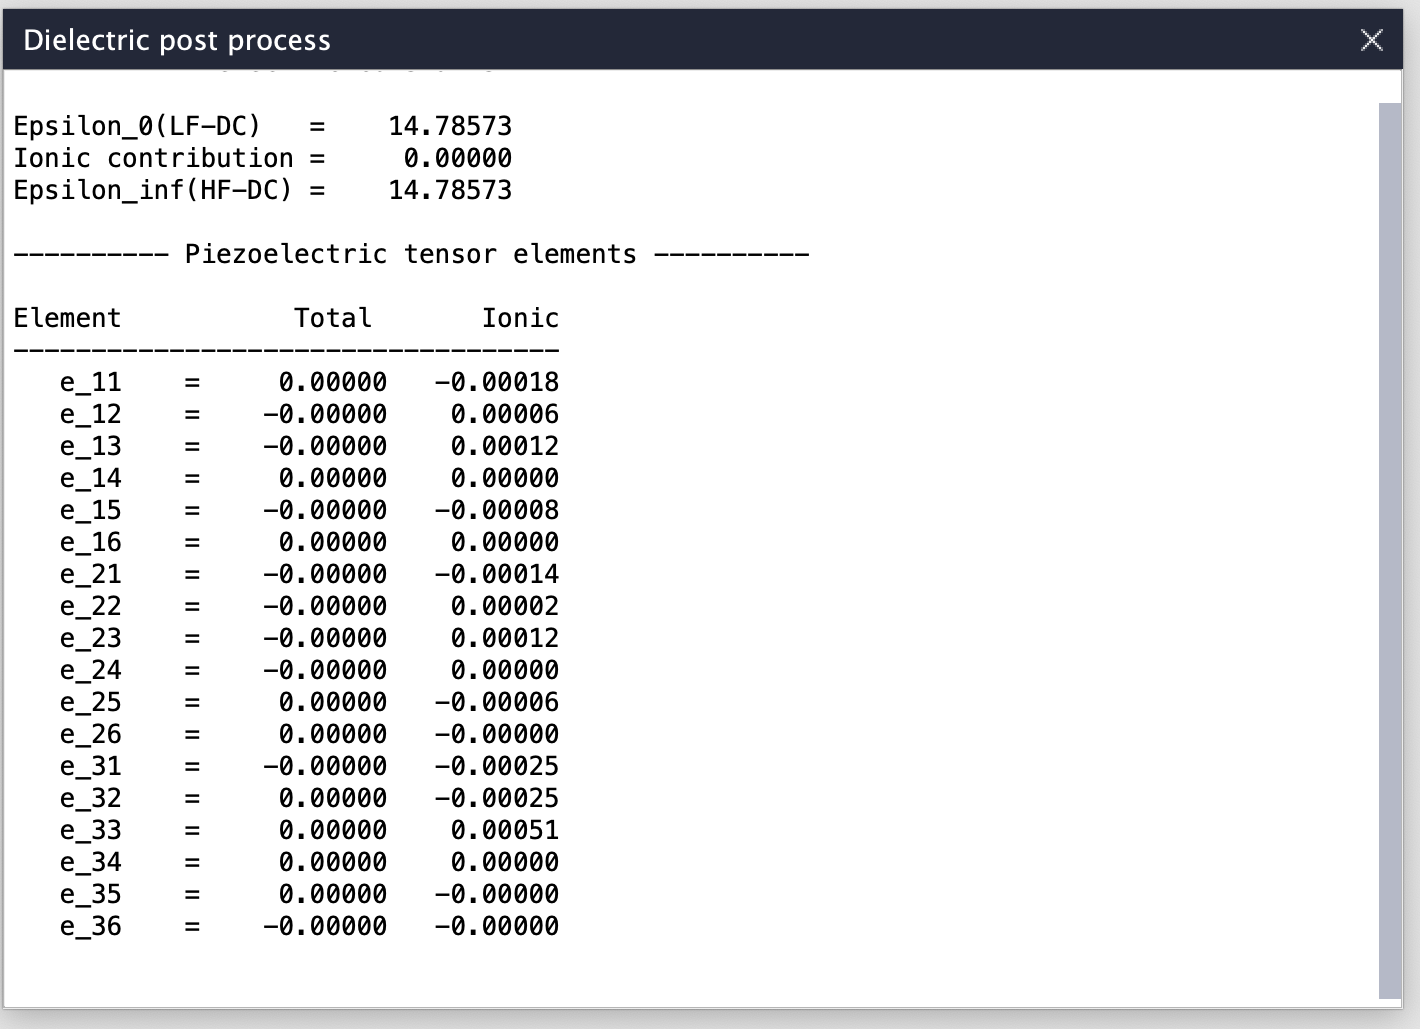 Dielectric post process
Epsilon_0(LF-DC)   =    14.78573
Ionic contribution =     0.00000
Epsilon_inf(HF-DC) =    14.78573
---------- Piezoelectric tensor elements ----------
Element           Total       Ionic
-----------------------------------
   e_11    =     0.00000   -0.00018
   e_12    =    -0.00000    0.00006
   e_13    =    -0.00000    0.00012
   e_14    =     0.00000    0.00000
   e_15    =    -0.00000   -0.00008
   e_16    =     0.00000    0.00000
   e_21    =    -0.00000   -0.00014
   e_22    =    -0.00000    0.00002
   e_23    =    -0.00000    0.00012
   e_24    =    -0.00000    0.00000
   e_25    =     0.00000   -0.00006
   e_26    =     0.00000   -0.00000
   e_31    =    -0.00000   -0.00025
   e_32    =     0.00000   -0.00025
   e_33    =     0.00000    0.00051
   e_34    =     0.00000    0.00000
   e_35    =     0.00000   -0.00000
   e_36    =    -0.00000   -0.00000